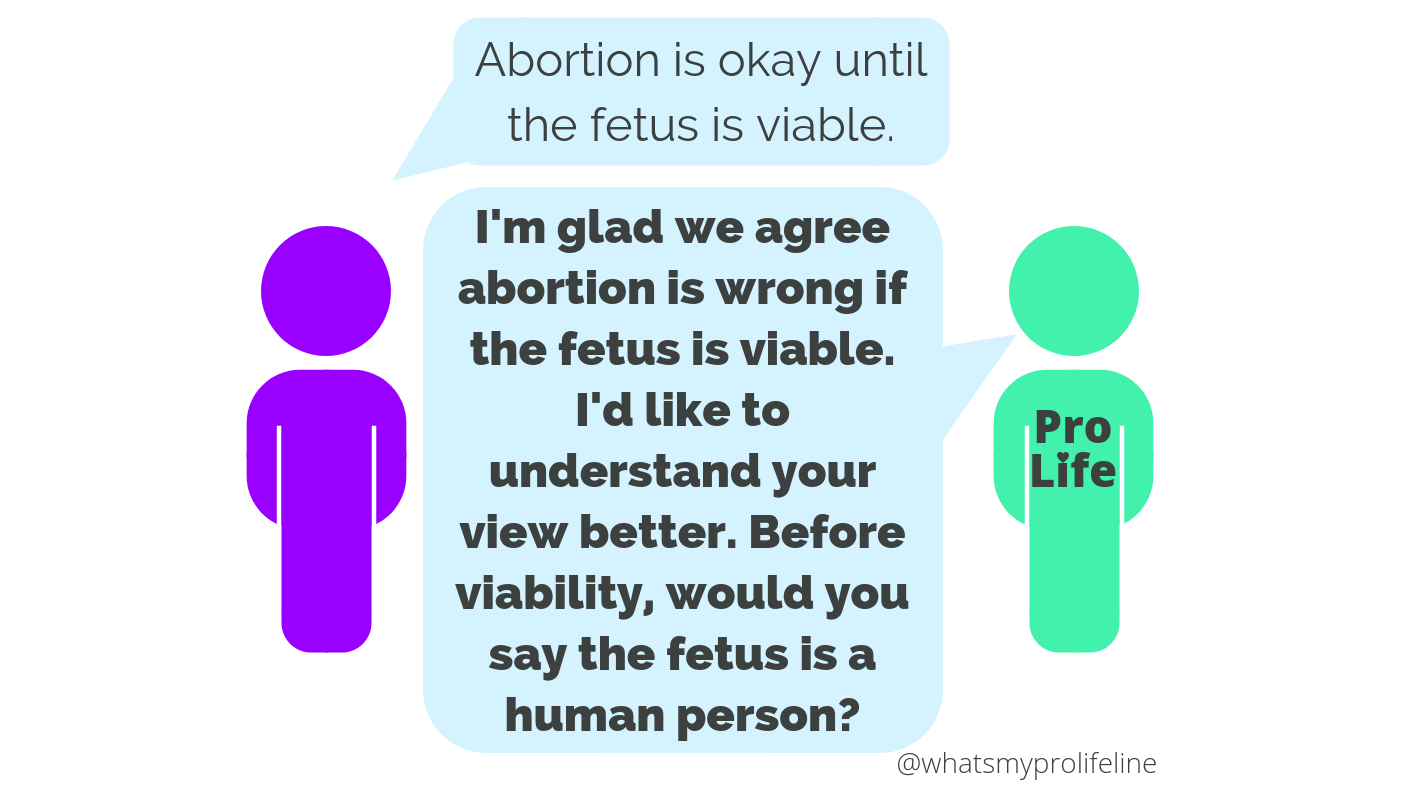 Abortion is okay until
the fetus is viable.
I'm glad we agree
abortion is wrong if
the fetus is viable.
I'd like to
understand your
view better. Before
viability, would you
say the fetus is a
human person?
Pro
Life
@whatsmyprolifeline